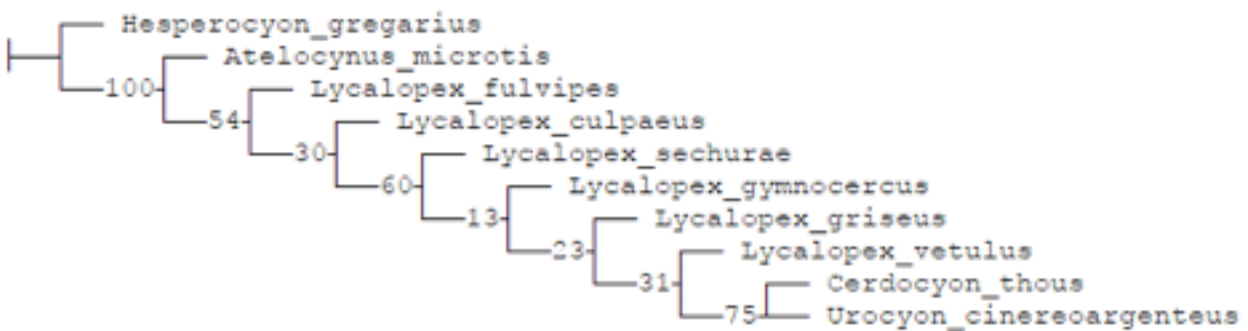 Hesperocyon_gregarius
Atelocynus_microtis
100
Lycalopex_fulvipes
54
Lycalopex_culpaeus
30
Lycalopex_sechurae
60
Lycalopex_gymnocercus
13
Lycalopex_griseus
23
Lycalopex_vetulus
31
Cerdocyon_thous
75
Urocyon_cinereoargenteus